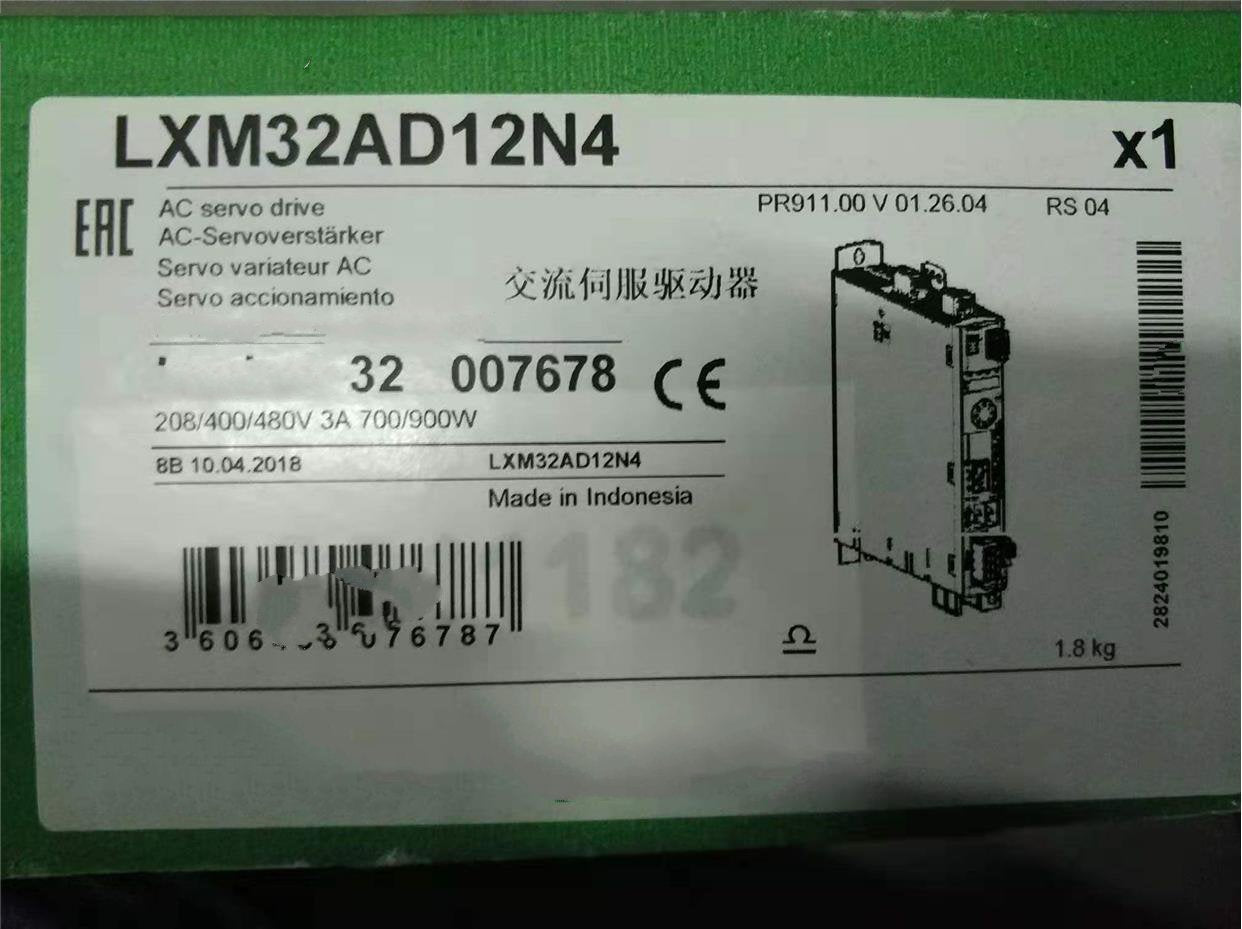 LXM32AD12N4 x1
EAC
AC servo drive
PR911.00 V 01.26.04 RS 04
AC-Servoverstärker
Servo variateur AC
Servo accionamiento
交流伺服驱动器
32 007678 CE
208/400/480V 3A 700/900W
8B 10.04.2018 LXM32AD12N4
Made in Indonesia
182
2824019810
1.8 kg